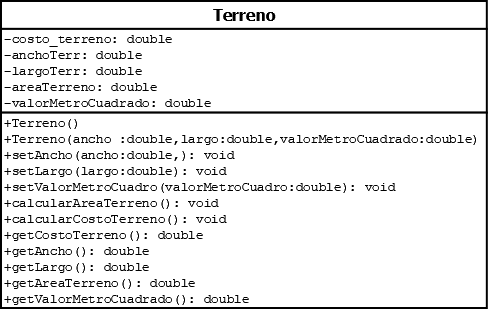 Terreno
-costo_terreno: double
-anchoTerr: double
-largoTerr: double
-areaTerreno: double
-valorMetroCuadrado: double
+Terreno()
+Terreno(ancho :double,largo:double,valorMetroCuadrado:double)
+setAncho(ancho:double,): void
+setLargo(largo:double): void
+setValorMetroCuadro(valorMetroCuadro:double): void
+calcularAreaTerreno(): void
+calcularCostoTerreno(): void
+getCostoTerreno(): double
+getAncho(): double
+getLargo(): double
+getAreaTerreno(): double
+getValorMetroCuadrado(): double